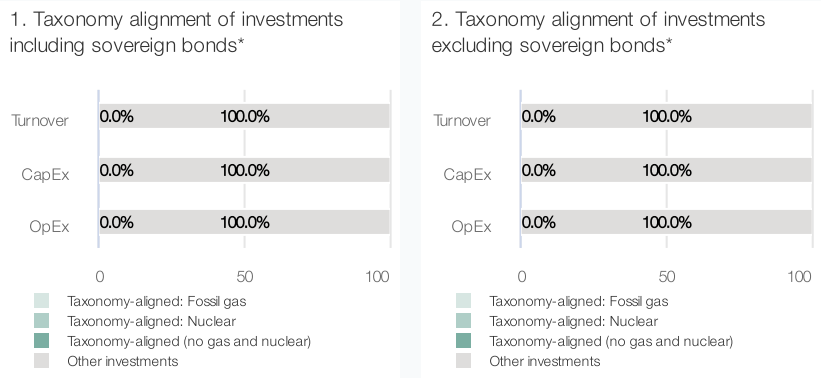 1. Taxonomy alignment of investments
including sovereign bonds*
Turnover
0.0%
100.0%
CapEx
0.0%
100.0%
OpEx
0.0%
100.0%
0
50
100
Taxonomy-aligned: Fossil gas
Taxonomy-aligned: Nuclear
Taxonomy-aligned (no gas and nuclear)
Other investments
2. Taxonomy alignment of investments
excluding sovereign bonds*
Turnover
0.0%
100.0%
CapEx
0.0%
100.0%
OpEx
0.0%
100.0%
0
50
100
Taxonomy-aligned: Fossil gas
Taxonomy-aligned: Nuclear
Taxonomy-aligned (no gas and nuclear)
Other investments